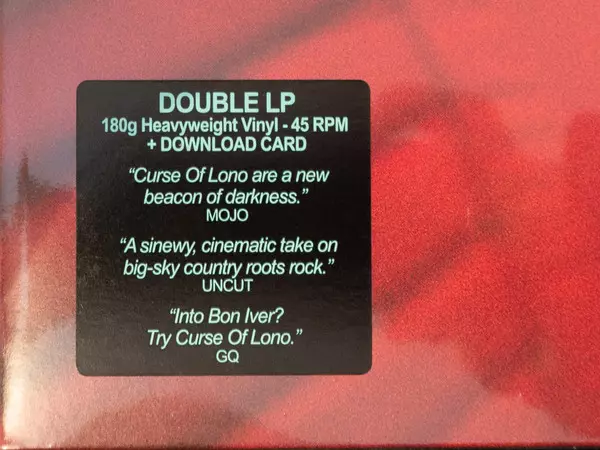 DOUBLE LP
180g Heavyweight Vinyl - 45 RPM
+ DOWNLOAD CARD
“Curse Of Lono are a new
beacon of darkness.”
MOJO
“A sinewy, cinematic take on
big-sky country roots rock.”
UNCUT
“Into Bon Iver?
Try Curse Of Lono.”
GQ